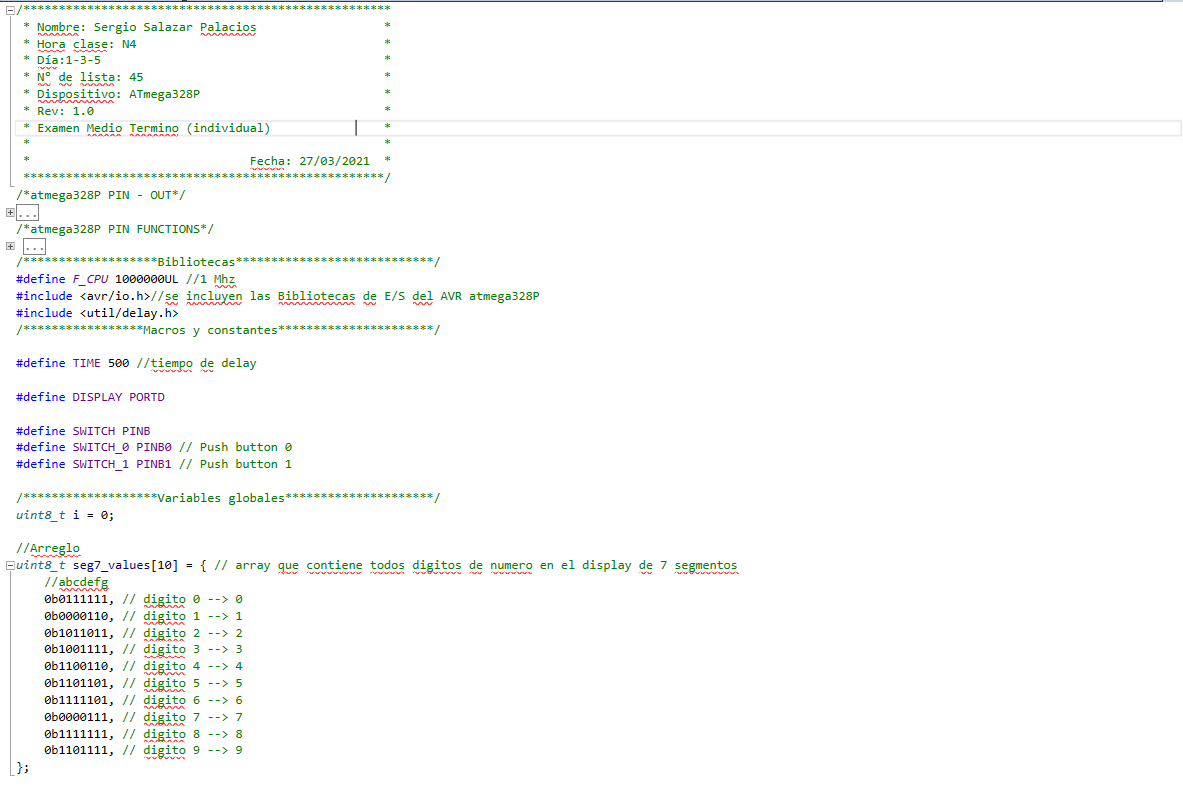 /****************************************************
* Nombre: Sergio Salazar Palacios *
* Hora clase: N4 *
* Día:1-3-5 *
* N° de lista: 45 *
* Dispositivo: ATmega328P *
* Rev: 1.0 *
* Examen Medio Termino (individual) *
* *
* Fecha: 27/03/2021 *
***************************************************/
/*atmega328P PIN - OUT*/
...
/*atmega328P PIN FUNCTIONS*/
...
/*******************Bibliotecas****************************/
#define F_CPU 1000000UL //1 Mhz
#include <avr/io.h>//se incluyen las Bibliotecas de E/S del AVR atmega328P
#include <util/delay.h>
/*****************Macros y constantes**********************/
#define TIME 500 //tiempo de delay
#define DISPLAY PORTD
#define SWITCH PINB
#define SWITCH_0 PINB0 // Push button 0
#define SWITCH_1 PINB1 // Push button 1
/*******************Variables globales*********************/
uint8_t i = 0;
//Arreglo
uint8_t seg7_values[10] = { // array que contiene todos digitos de numero en el display de 7 segmentos
//abcdefg
0b0111111, // digito 0 --> 0
0b0000110, // digito 1 --> 1
0b1011011, // digito 2 --> 2
0b1001111, // digito 3 --> 3
0b1100110, // digito 4 --> 4
0b1101101, // digito 5 --> 5
0b1111101, // digito 6 --> 6
0b0000111, // digito 7 --> 7
0b1111111, // digito 8 --> 8
0b1101111, // digito 9 --> 9
};